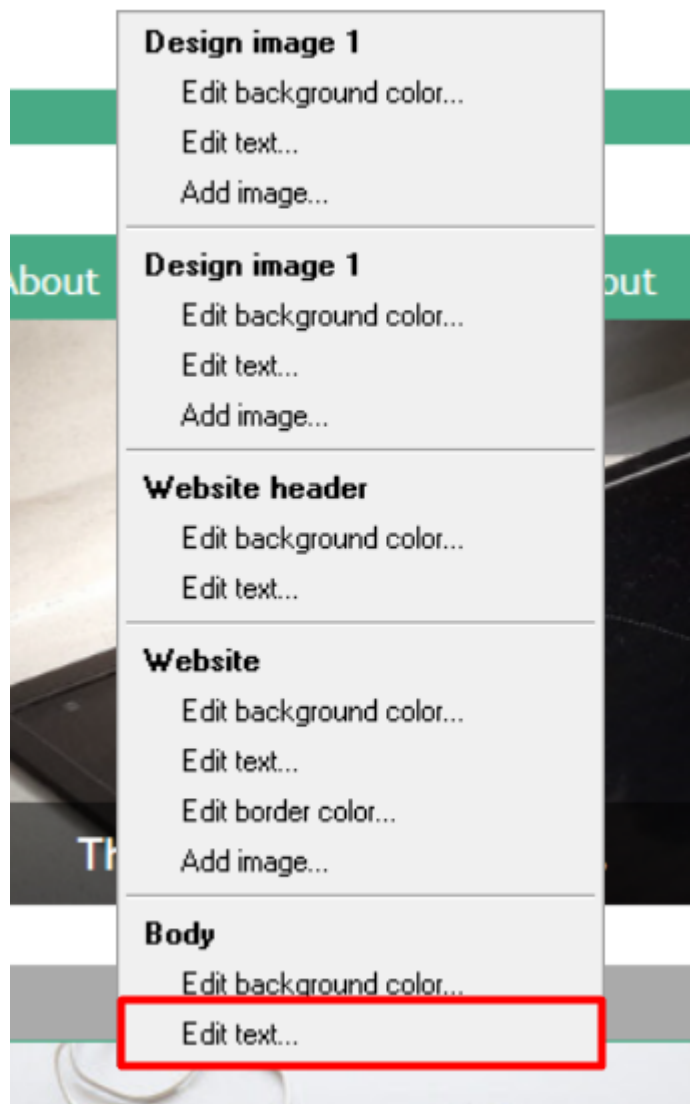 Design image 1
Edit background color...
Edit text...
Add image...
Design image 1
Edit background color...
Edit text...
Add image...
About
out
Website header
Edit background color...
Edit text...
Website
Edit background color...
Edit text...
Edit border color...
Add image...
Th
Body
Edit background color...
Edit text...